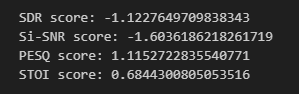 SDR score: -1.1227649709838343
Si-SNR score: -1.6036186218261719
PESQ score: 1.1152722835540771
STOI score: 0.6844300805053516